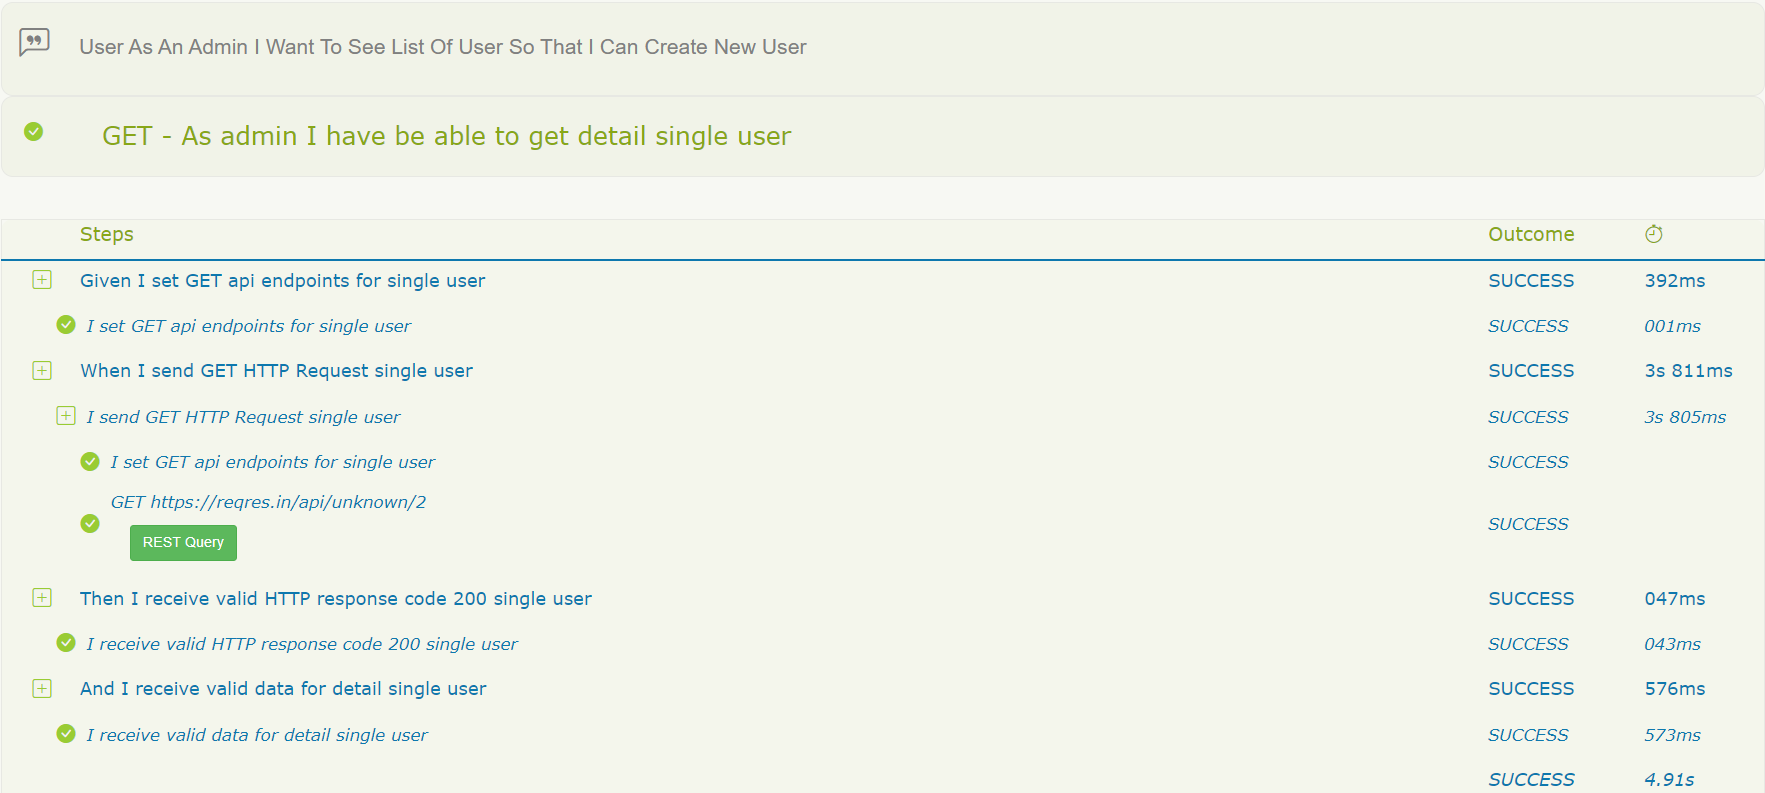 User As An Admin I Want To See List Of User So That I Can Create New User
GET - As admin I have be able to get detail single user
Steps Outcome
Given I set GET api endpoints for single user SUCCESS 392ms
I set GET api endpoints for single user SUCCESS 001ms
When I send GET HTTP Request single user SUCCESS 3s 811ms
I send GET HTTP Request single user SUCCESS 3s 805ms
I set GET api endpoints for single user SUCCESS
GET https://reqres.in/api/unknown/2
SUCCESS
REST Query
Then I receive valid HTTP response code 200 single user SUCCESS 047ms
I receive valid HTTP response code 200 single user SUCCESS 043ms
And I receive valid data for detail single user SUCCESS 576ms
I receive valid data for detail single user SUCCESS 573ms
SUCCESS 4.91s